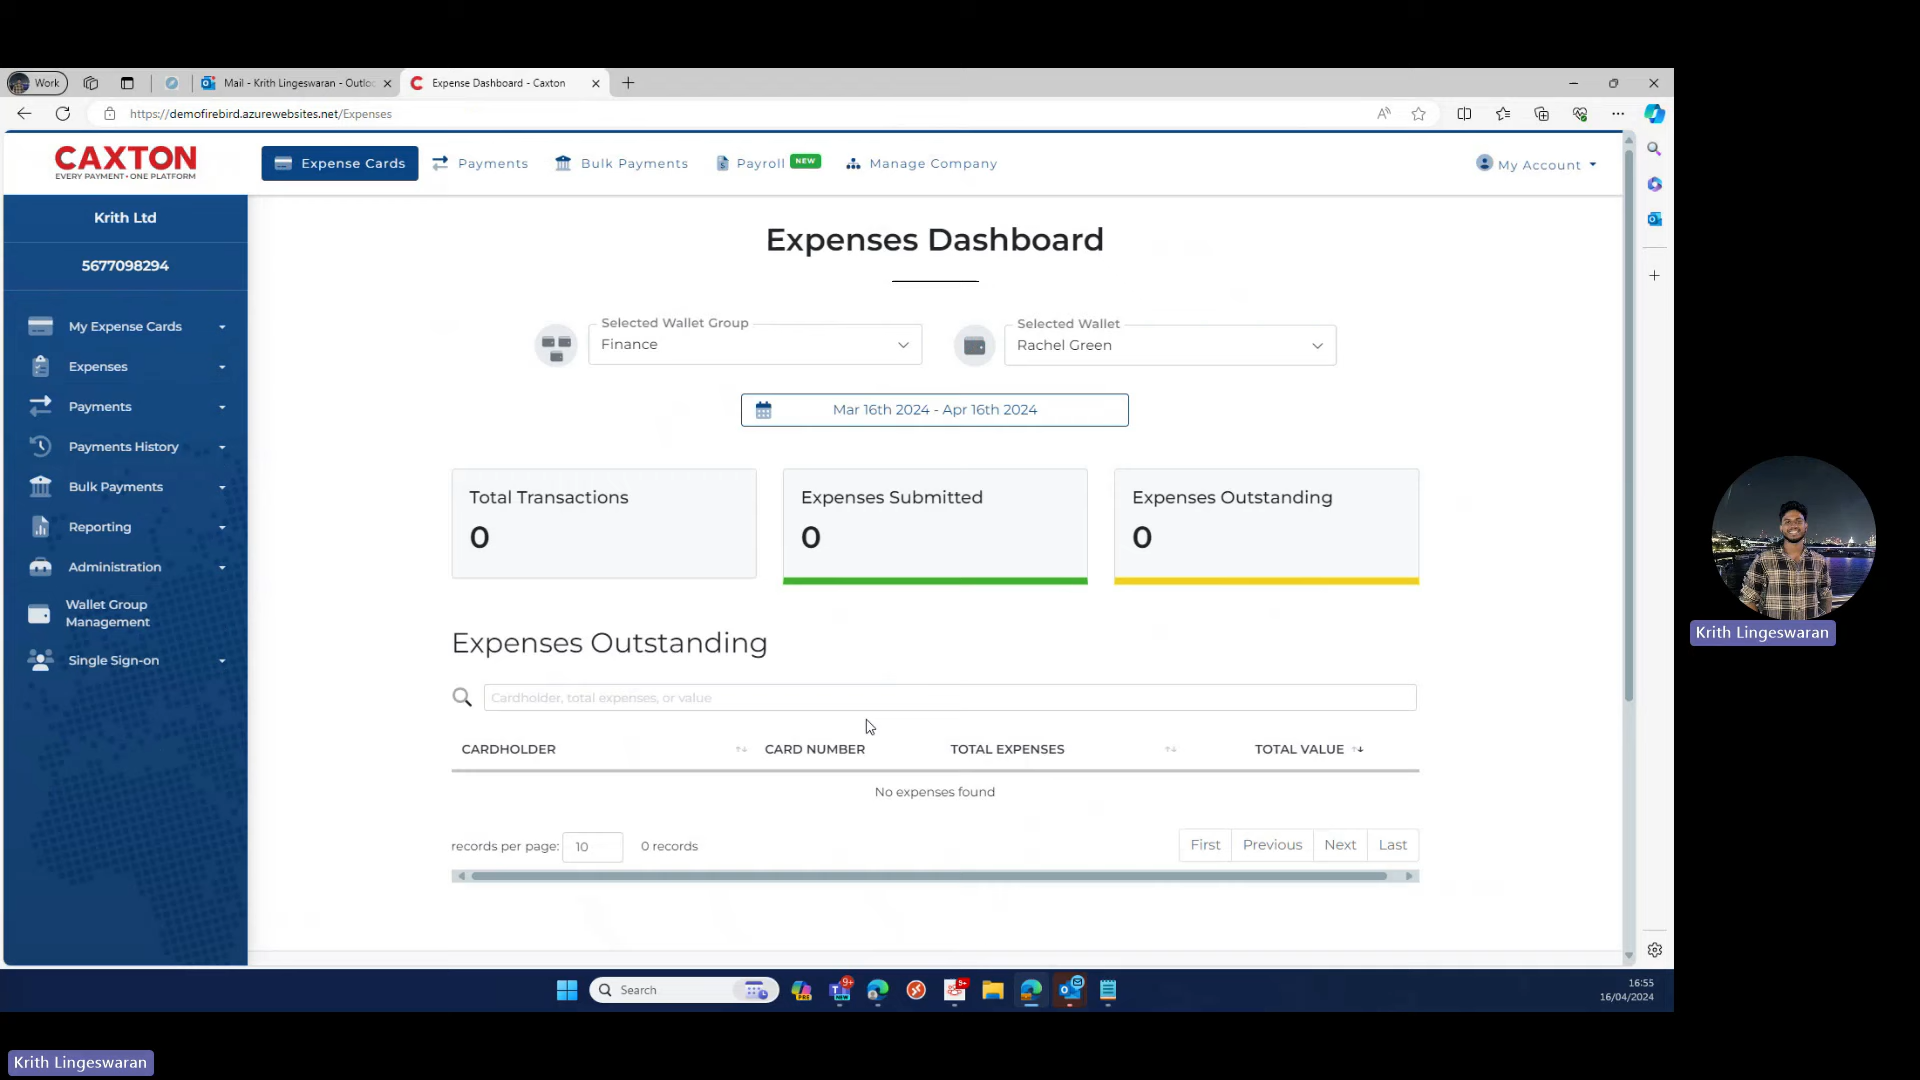 Work
Mail - Krith Lingeswaran - Outlo
Expense Dashboard - Caxton
https://demofirebird.azurewebsites.net/Expenses
CAXTON
EVERY PAYMENT • ONE PLATFORM
Expense Cards
Payments
Bulk Payments
Payroll NEW
Manage Company
My Account
Krith Ltd
5677098294
My Expense Cards
Expenses
Payments
Payments History
Bulk Payments
Reporting
Administration
Wallet Group
Management
Single Sign-on
Expenses Dashboard
Selected Wallet Group
Finance
Selected Wallet
Rachel Green
Mar 16th 2024 - Apr 16th 2024
Total Transactions
0
Expenses Submitted
0
Expenses Outstanding
0
Expenses Outstanding
Cardholder, total expenses, or value
CARDHOLDER CARD NUMBER TOTAL EXPENSES TOTAL VALUE
No expenses found
records per page: 10 0 records
First Previous Next Last
Search
16:55
16/04/2024
Krith Lingeswaran
Krith Lingeswaran